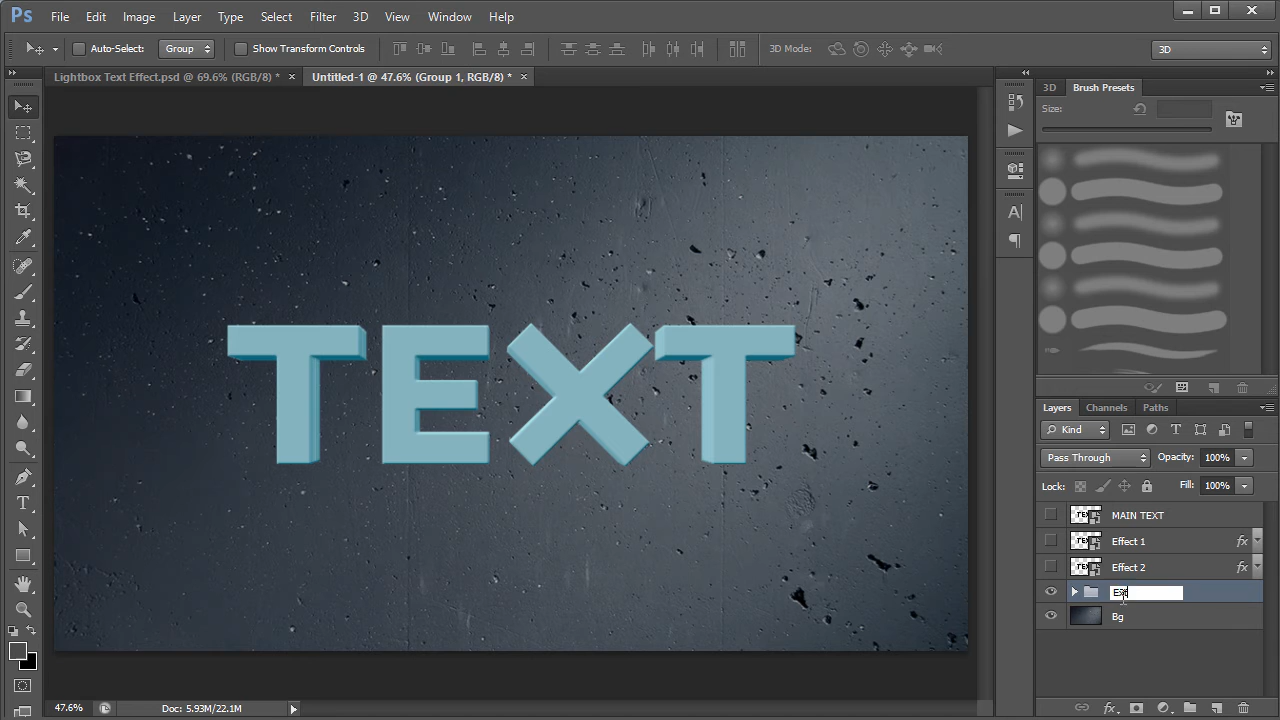 Ps File Edit Image Layer Type Select Filter 3D View Window Help
Auto-Select: Group Show Transform Controls 3D Mode: 3D
Lightbox Text Effect.psd @ 69.6% (RGB/8) * × Untitled-1 @ 47.6% (Group 1, RGB/8) * ×
3D Brush Presets
Size:
TEXT
Layers Channels Paths
Kind
Pass Through Opacity: 100%
Lock: Fill: 100%
MAIN TEXT
Effect 1 fx
Effect 2 fx
Ext
Bg
47.6% Doc: 5.93M/22.1M